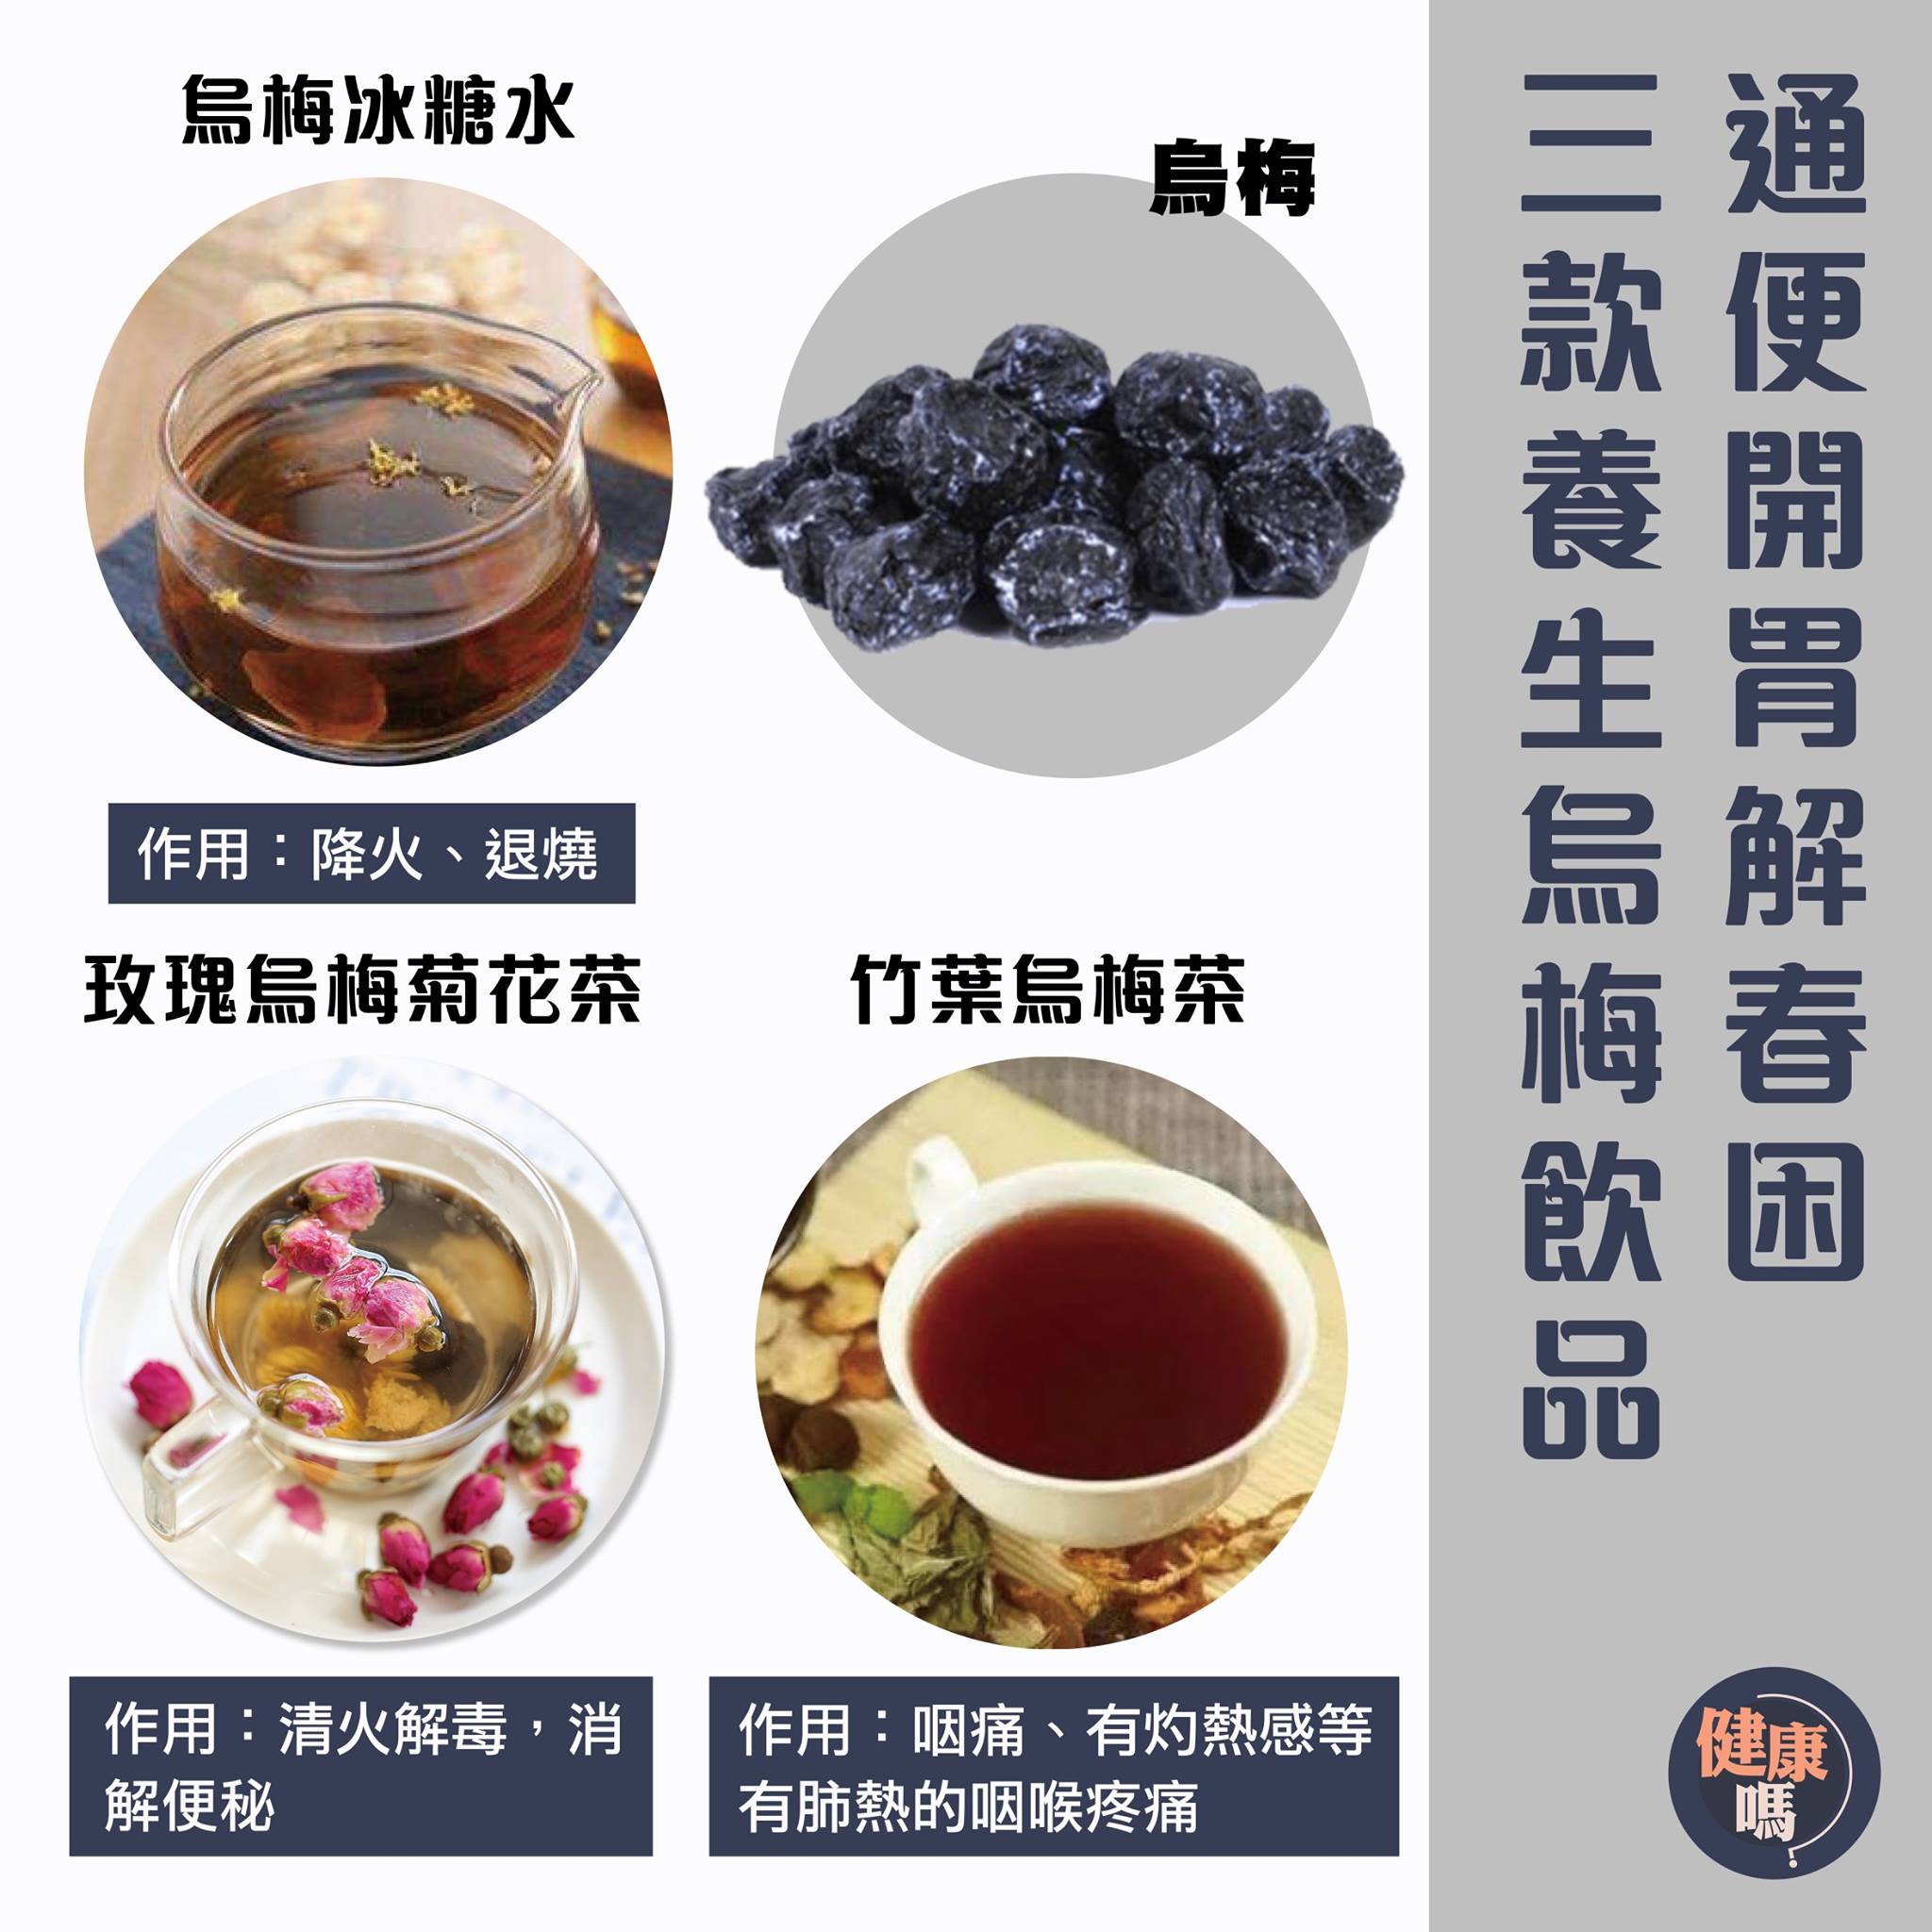 通便開胃解春困
三款養生烏梅飲品
烏梅冰糖水
烏梅
作用：降火、退燒
玫瑰烏梅菊花茶
竹葉烏梅茶
作用：清火解毒，消
解便秘
作用：咽痛、有灼熱感等
有肺熱的咽喉疼痛
健康
嗎?